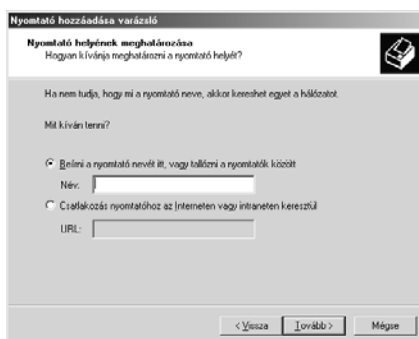 Nyomtató hozzáadása varázsló
Nyomtató helyének meghatározása
Hogyan kívánja meghatározni a nyomtató helyét?
Ha nem tudja, hogy mi a nyomtató neve, akkor kereshet egyet a hálózatot.
Mit kíván tenni?
Beírni a nyomtató nevét itt, vagy tallózni a nyomtatók között
Név:
Csatlakozás nyomtatóhoz az Interneten vagy intraneten keresztül
URL:
< Vissza Tovább > Mégse